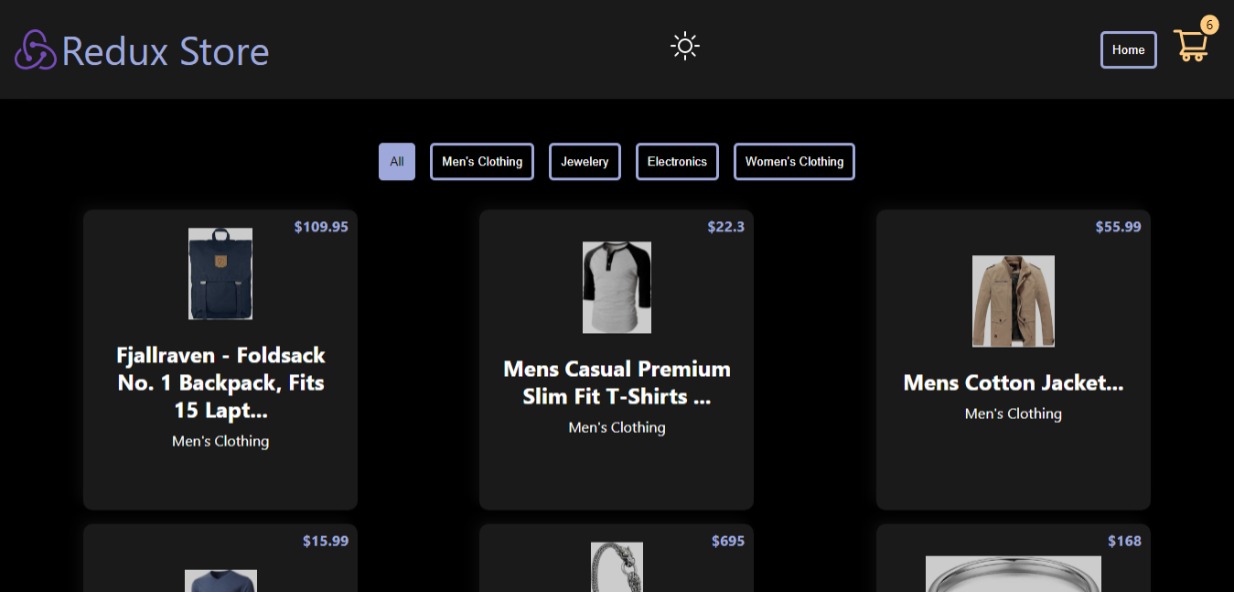 Redux Store
Home
6
All
Men's Clothing
Jewelery
Electronics
Women's Clothing
$109.95
Fjallraven - Foldsack
No. 1 Backpack, Fits
15 Lapt...
Men's Clothing
$22.3
Mens Casual Premium
Slim Fit T-Shirts ...
Men's Clothing
$55.99
Mens Cotton Jacket...
Men's Clothing
$15.99
$695
$168